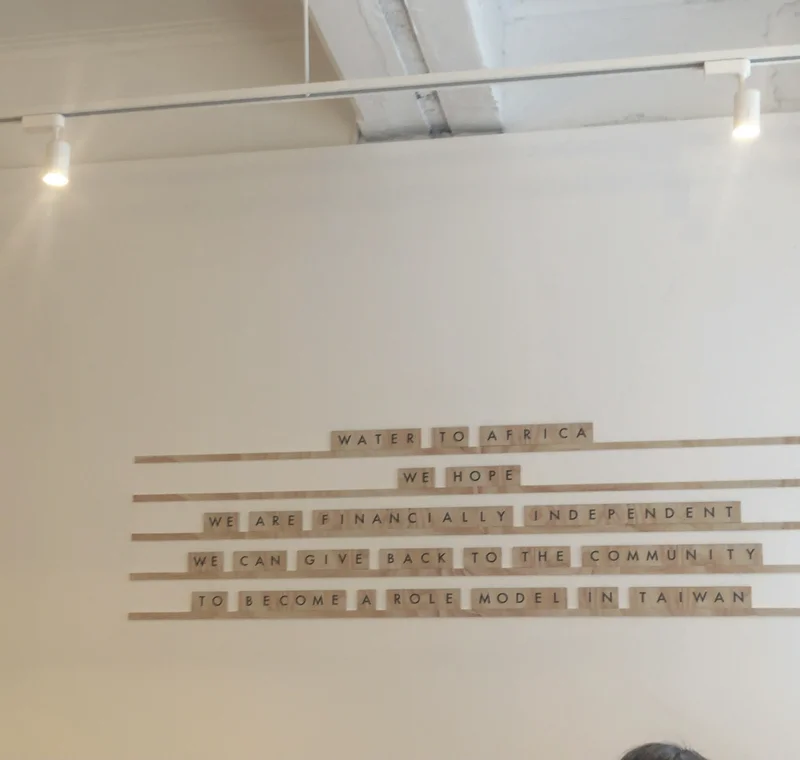 WATER TO AFRICA
WE HOPE
WE ARE FINANCIALLY INDEPENDENT
WE CAN GIVE BACK TO THE COMMUNITY
TO BECOME A ROLE MODEL IN TAIWAN